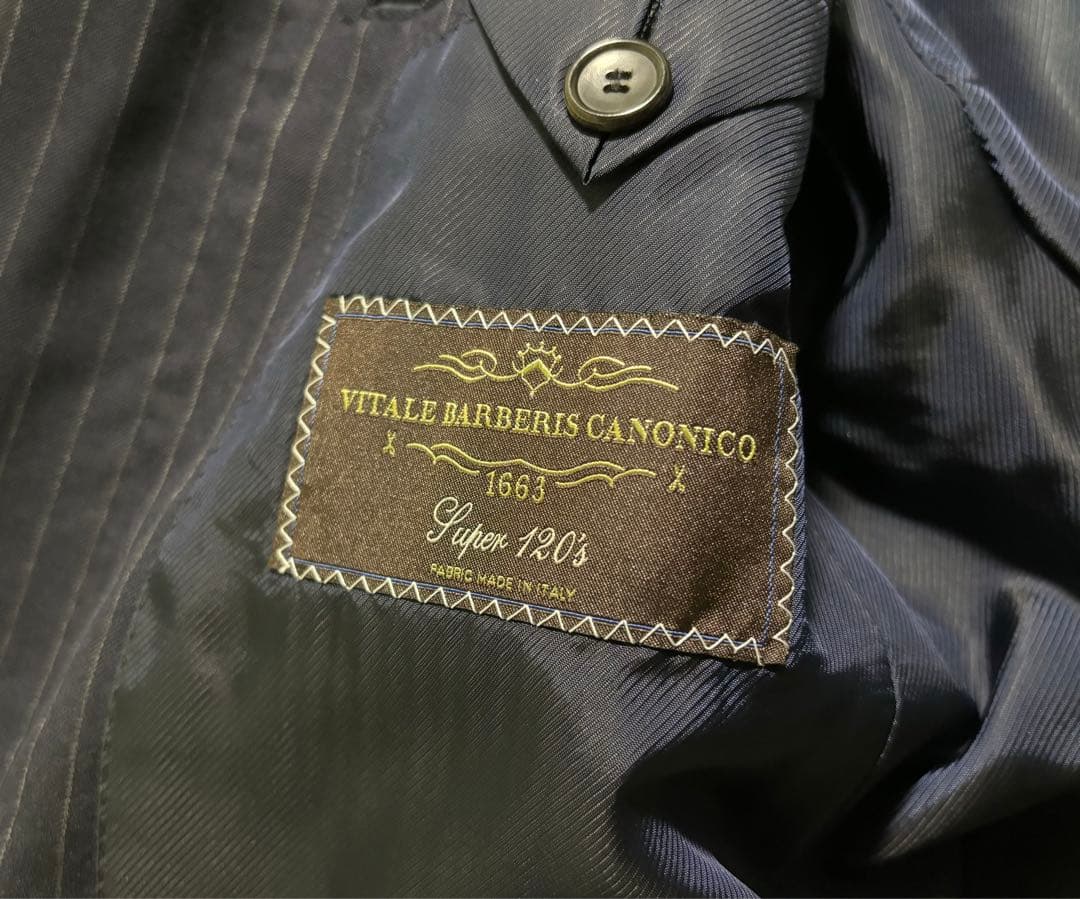 VITALE BARBERIS CANONICO
1663
Super 120's
FABRIC MADE IN ITALY